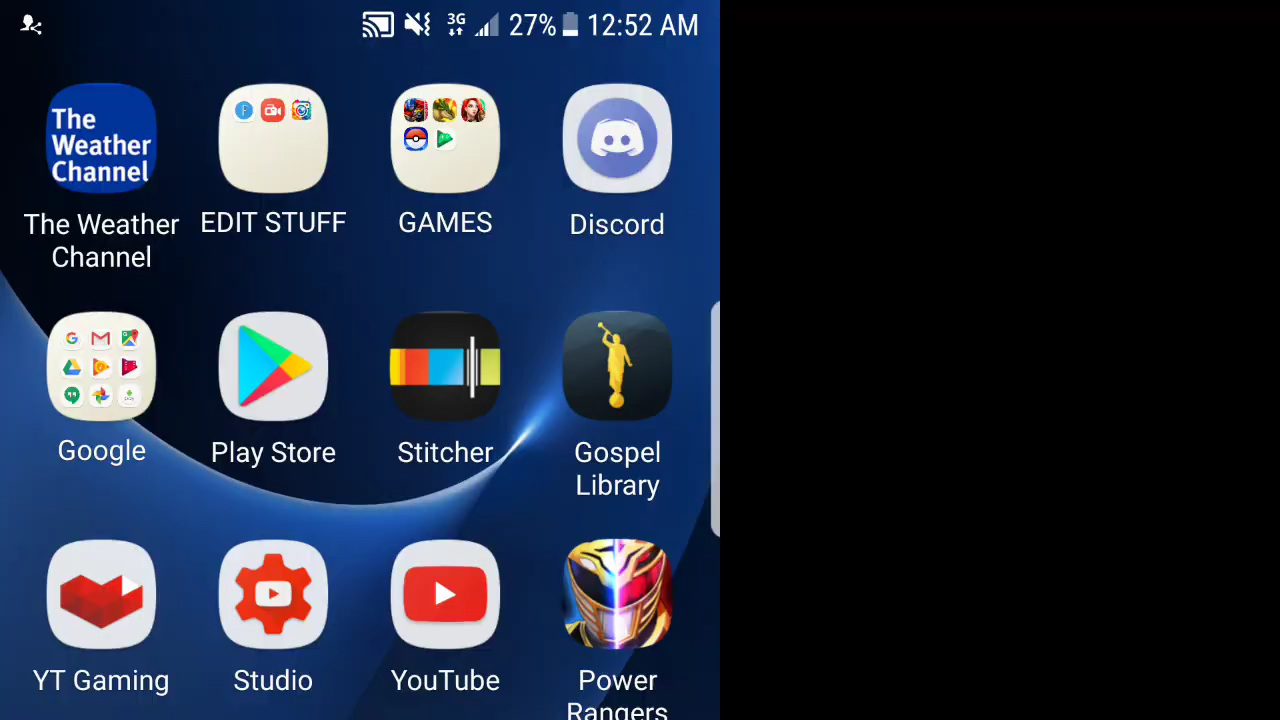 3G 27% 12:52 AM
The
Weather
Channel
The Weather
Channel
EDIT STUFF
GAMES
Discord
Google
Play Store
Stitcher
Gospel
Library
YT Gaming
Studio
YouTube
Power
Rangers